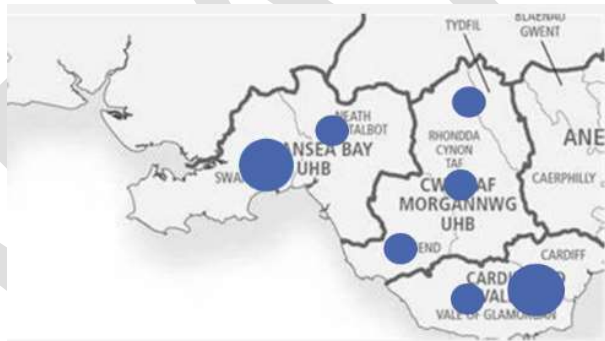 TYDFIL
BLAENAU
GWENT
NEATH
TALBOT
ANSEA BAY
UHB
SWA
RHONDDA
CYNON
TAF
ANE
CAERPHILLY
CW AF
MORGANNWG
UHB
END
CARDIFF
CARD O
VAL
VALE OF GLAMORGAN